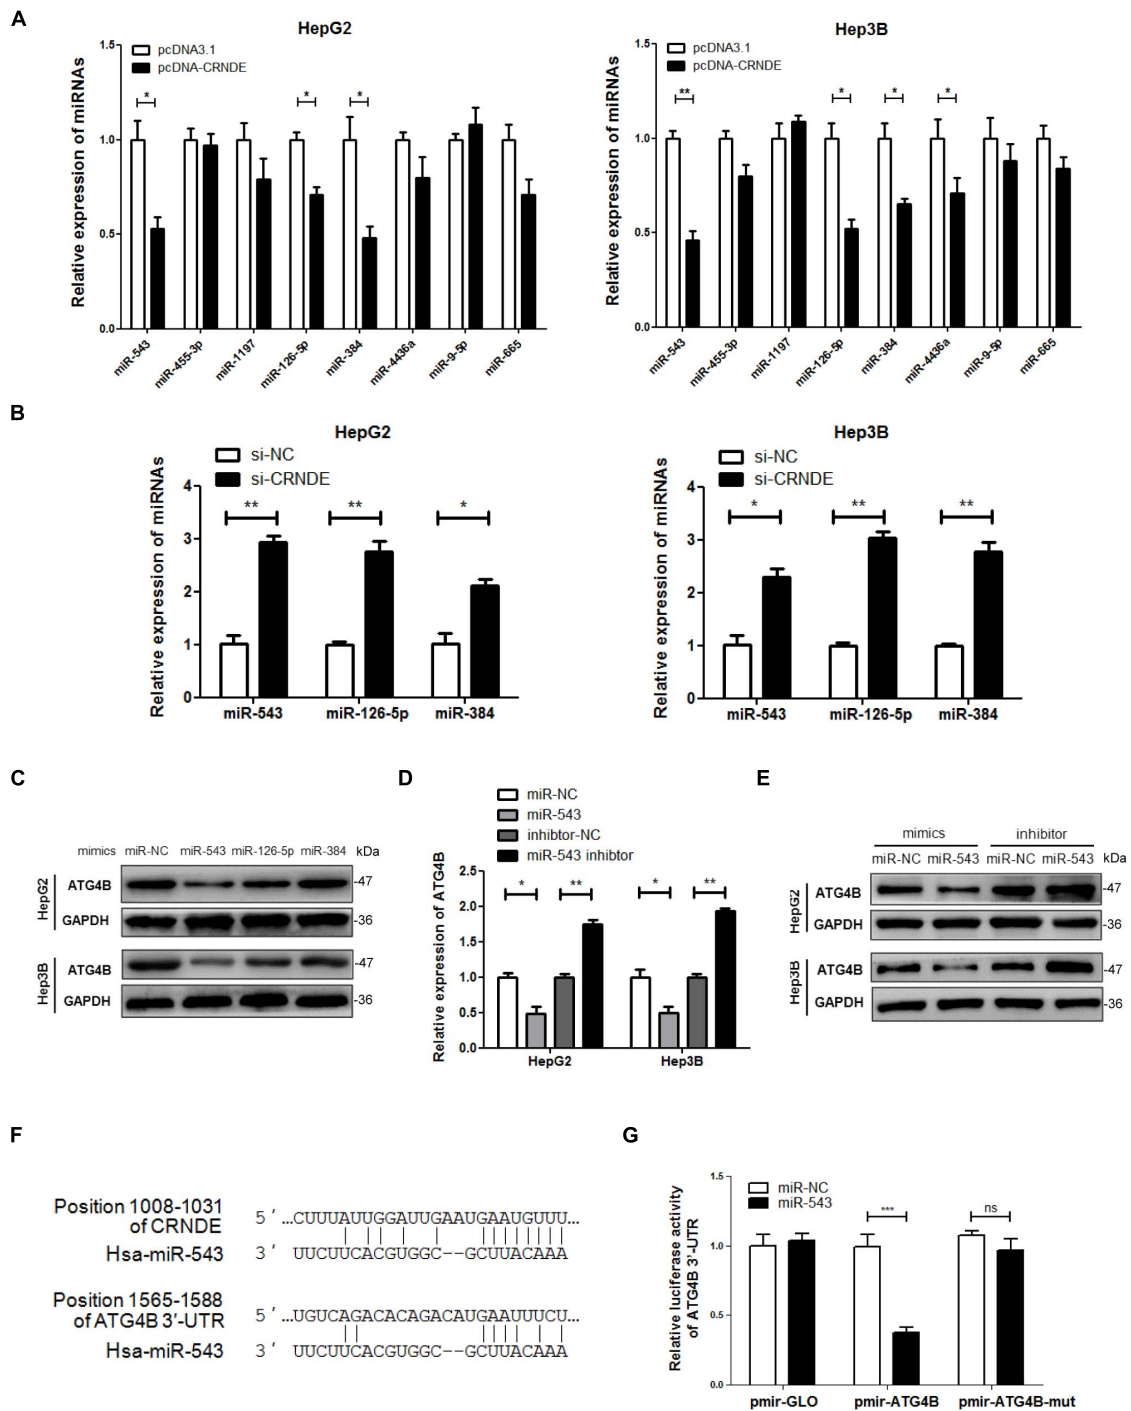 A
HepG2
pcDNA3.1
pcDNA-CRNDE
Relative expression of miRNAs
1.5
1.0
0.5
0.0
* * *
miR-543 miR-455-3p miR-1197 miR-126-5p miR-384 miR-4436a miR-9-5p miR-665
Hep3B
pcDNA3.1
pcDNA-CRNDE
Relative expression of miRNAs
1.5
1.0
0.5
0.0
** * * *
miR-543 miR-455-3p miR-1197 miR-126-5p miR-384 miR-4436a miR-9-5p miR-665
B
HepG2
si-NC
si-CRNDE
Relative expression of miRNAs
4
3
2
1
0
** ** *
miR-543 miR-126-5p miR-384
Hep3B
si-NC
si-CRNDE
Relative expression of miRNAs
4
3
2
1
0
* ** **
miR-543 miR-126-5p miR-384
C
mimics miR-NC miR-543 miR-126-5p miR-384 kDa
HepG2
ATG4B -47
GAPDH -36
Hep3B
ATG4B -47
GAPDH -36
D
miR-NC
miR-543
inhibtor-NC
miR-543 inhibtor
Relative expression of ATG4B
2.5
2.0
1.5
1.0
0.5
0.0
* ** * **
HepG2 Hep3B
E
mimics inhibitor
miR-NC miR-543 miR-NC miR-543 kDa
HepG2
ATG4B -47
GAPDH -36
Hep3B
ATG4B -47
GAPDH -36
F
Position 1008-1031
of CRNDE
5 ′ …CUUUAUUGGAUUGAAUGAAUGUUU…
Hsa-miR-543 3 ′ UUCUUCACGUGGC--GCUUACAAA
Position 1565-1588
of ATG4B 3′-UTR
5 ′ …UGUCAGACACAGACAUGAAUUUCU…
Hsa-miR-543 3 ′ UUCUUCACGUGGC--GCUUACAAA
G
miR-NC
miR-543
Relative luciferase activity
of ATG4B 3′-UTR
1.5
1.0
0.5
0.0
*** ns
pmir-GLO pmir-ATG4B pmir-ATG4B-mut